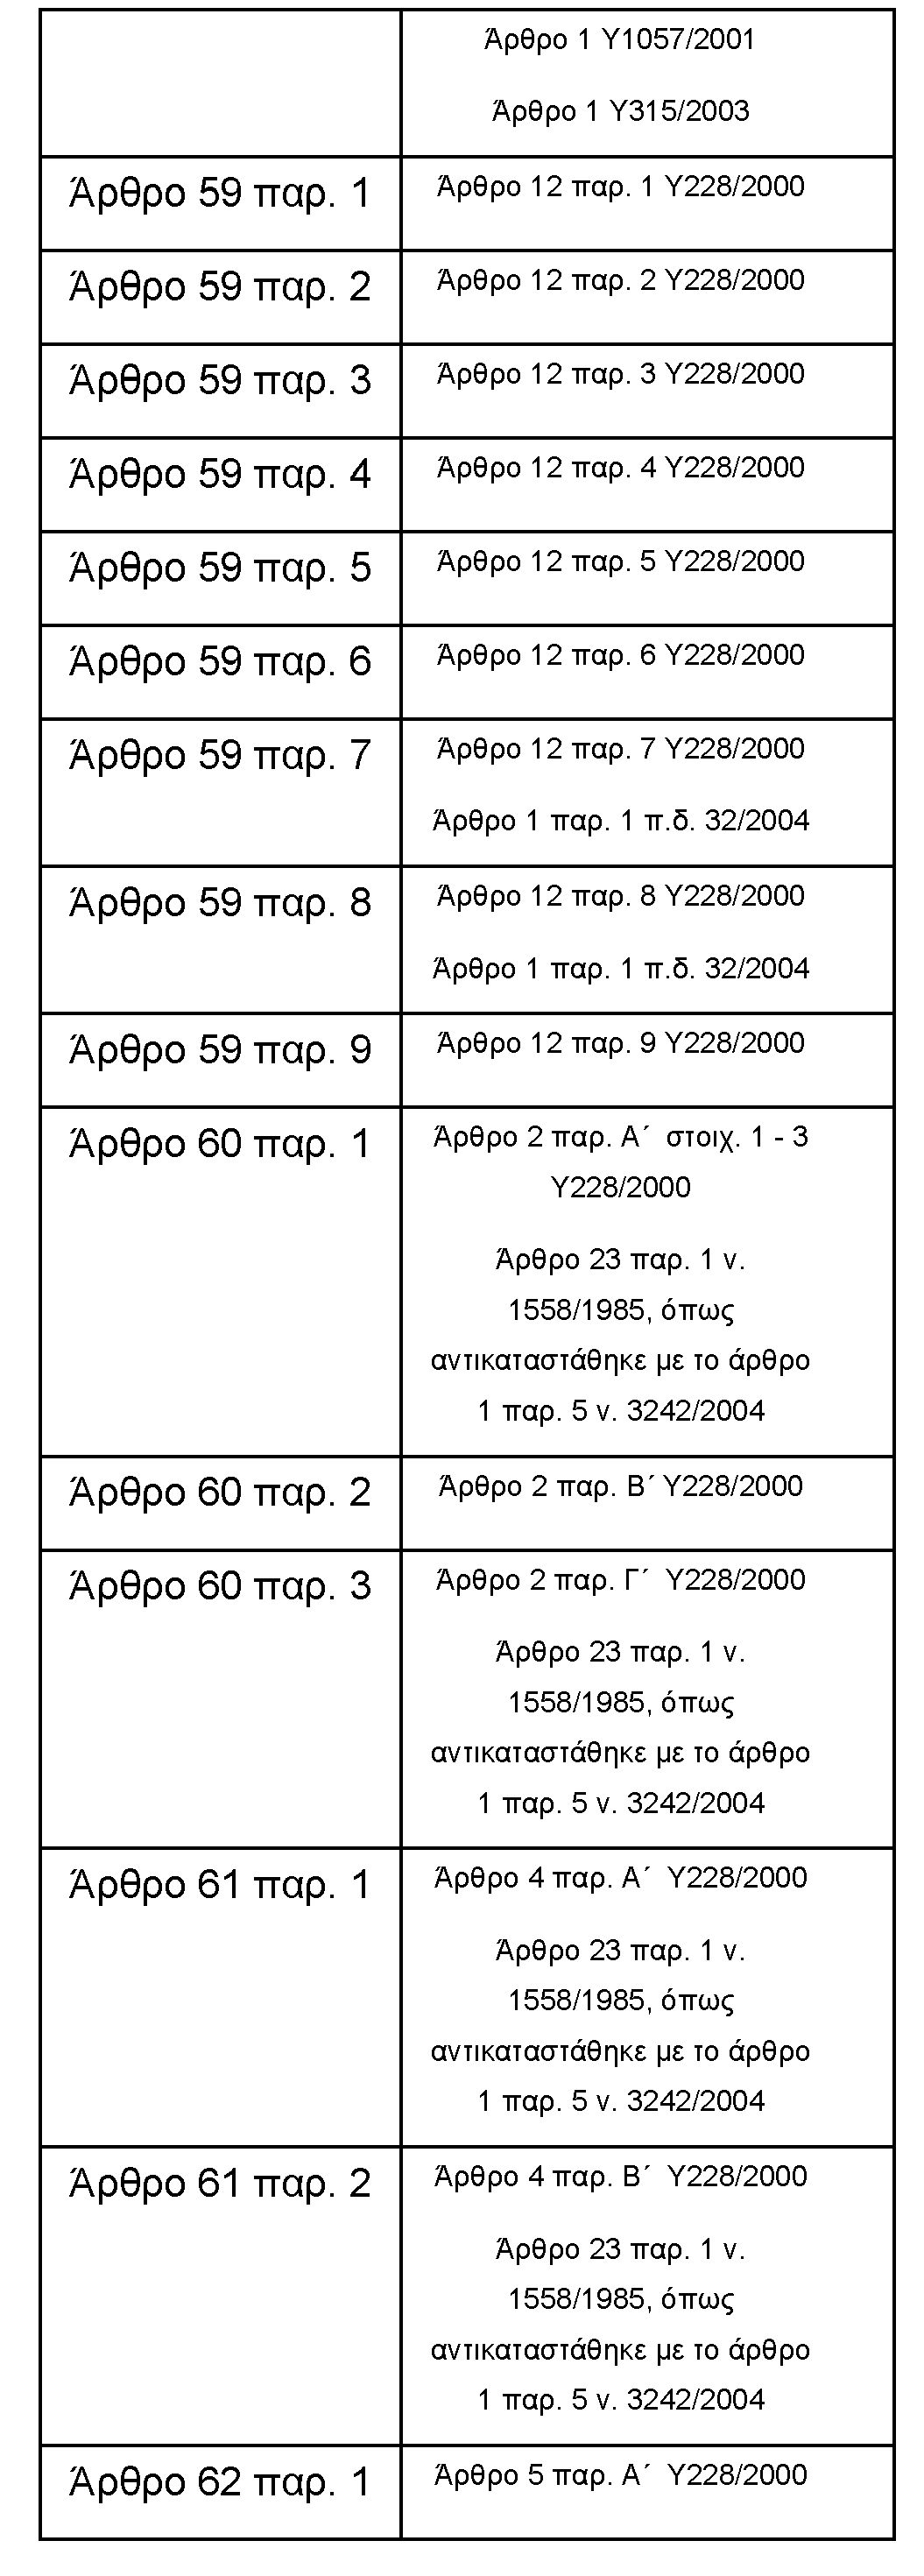 Άρθρο 1 Υ1057/2001
Άρθρο 1 Υ315/2003
Άρθρο 59 παρ. 1
Άρθρο 12 παρ. 1 Υ228/2000
Άρθρο 59 παρ. 2
Άρθρο 12 παρ. 2 Υ228/2000
Άρθρο 59 παρ. 3
Άρθρο 12 παρ. 3 Υ228/2000
Άρθρο 59 παρ. 4
Άρθρο 12 παρ. 4 Υ228/2000
Άρθρο 59 παρ. 5
Άρθρο 12 παρ. 5 Υ228/2000
Άρθρο 59 παρ. 6
Άρθρο 12 παρ. 6 Υ228/2000
Άρθρο 59 παρ. 7
Άρθρο 12 παρ. 7 Υ228/2000
Άρθρο 1 παρ. 1 π.δ. 32/2004
Άρθρο 59 παρ. 8
Άρθρο 12 παρ. 8 Υ228/2000
Άρθρο 1 παρ. 1 π.δ. 32/2004
Άρθρο 59 παρ. 9
Άρθρο 12 παρ. 9 Υ228/2000
Άρθρο 60 παρ. 1
Άρθρο 2 παρ. Α΄ στοιχ. 1 - 3
Υ228/2000
Άρθρο 23 παρ. 1 ν.
1558/1985, όπως
αντικαταστάθηκε με το άρθρο
1 παρ. 5 ν. 3242/2004
Άρθρο 60 παρ. 2
Άρθρο 2 παρ. Β΄ Υ228/2000
Άρθρο 60 παρ. 3
Άρθρο 2 παρ. Γ΄ Υ228/2000
Άρθρο 23 παρ. 1 ν.
1558/1985, όπως
αντικαταστάθηκε με το άρθρο
1 παρ. 5 ν. 3242/2004
Άρθρο 61 παρ. 1
Άρθρο 4 παρ. Α΄ Υ228/2000
Άρθρο 23 παρ. 1 ν.
1558/1985, όπως
αντικαταστάθηκε με το άρθρο
1 παρ. 5 ν. 3242/2004
Άρθρο 61 παρ. 2
Άρθρο 4 παρ. Β΄ Υ228/2000
Άρθρο 23 παρ. 1 ν.
1558/1985, όπως
αντικαταστάθηκε με το άρθρο
1 παρ. 5 ν. 3242/2004
Άρθρο 62 παρ. 1
Άρθρο 5 παρ. Α΄ Υ228/2000